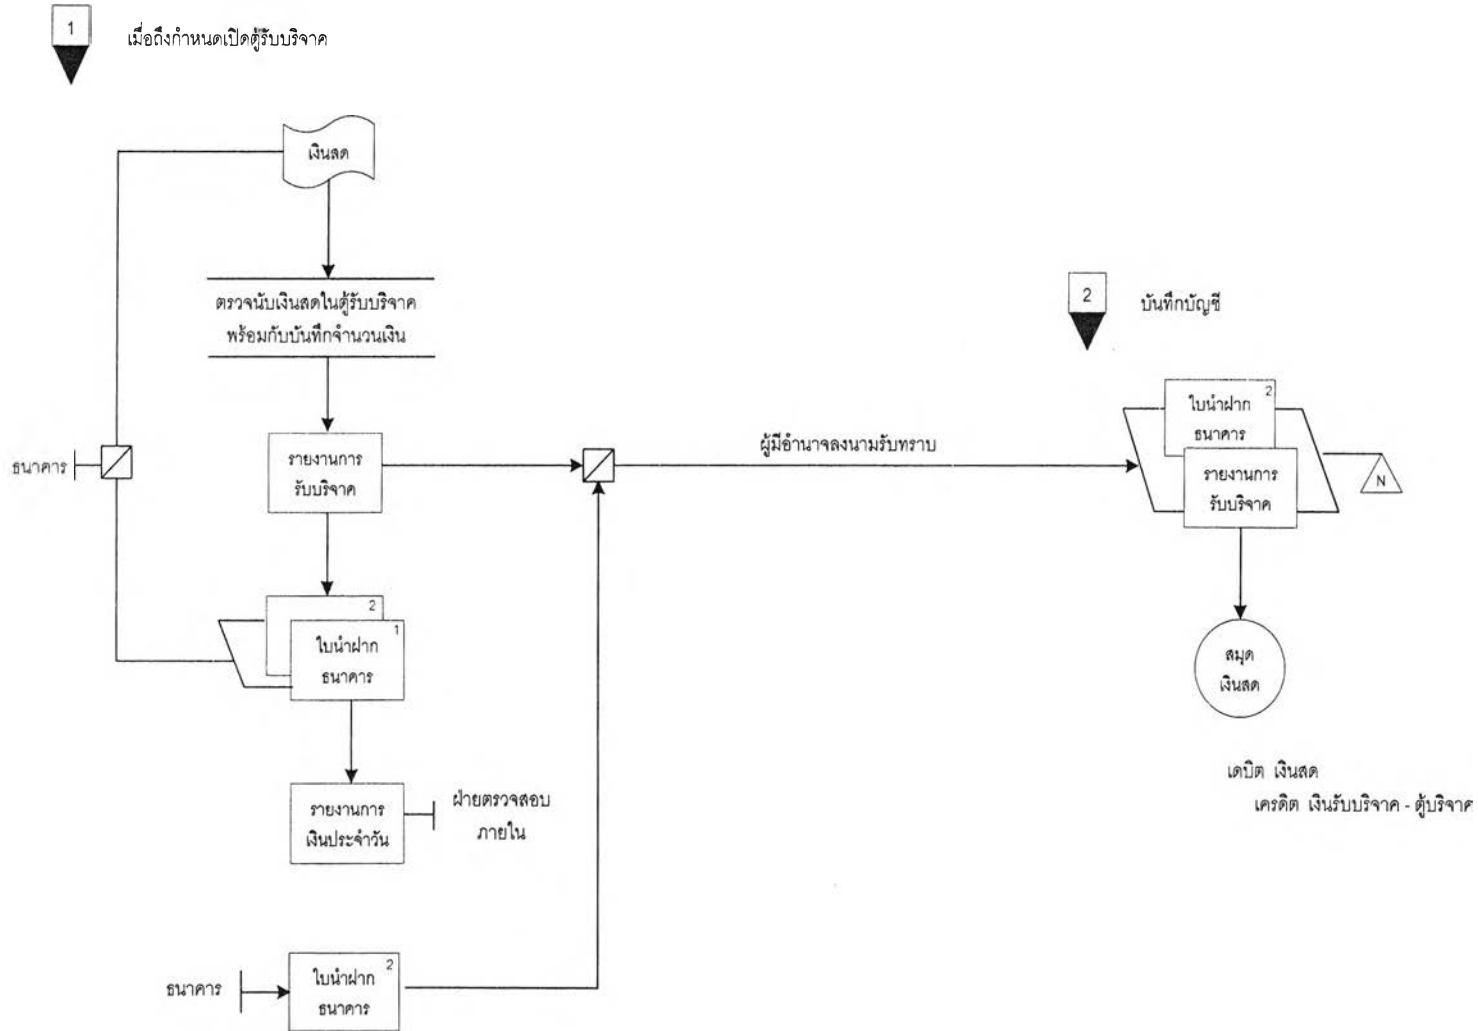 1
เมื่อถึงกำหนดเปิดตู้รับบริจาค
เงินสด
ตรวจนับเงินสดในตู้รับบริจาค
พร้อมกับบันทึกจำนวนเงิน
2
บันทึกบัญชี
ธนาคาร
รายงานการ
รับบริจาค
ผู้มีอำนาจลงนามรับทราบ
2
ใบนำฝาก
ธนาคาร
รายงานการ
รับบริจาค
N
2
1
ใบนำฝาก
ธนาคาร
สมุด
เงินสด
รายงานการ
เงินประจำวัน
ฝ่ายตรวจสอบ
ภายใน
เดบิต เงินสด
เครดิต เงินรับบริจาค - ตู้บริจาค
ธนาคาร
2
ใบนำฝาก
ธนาคาร